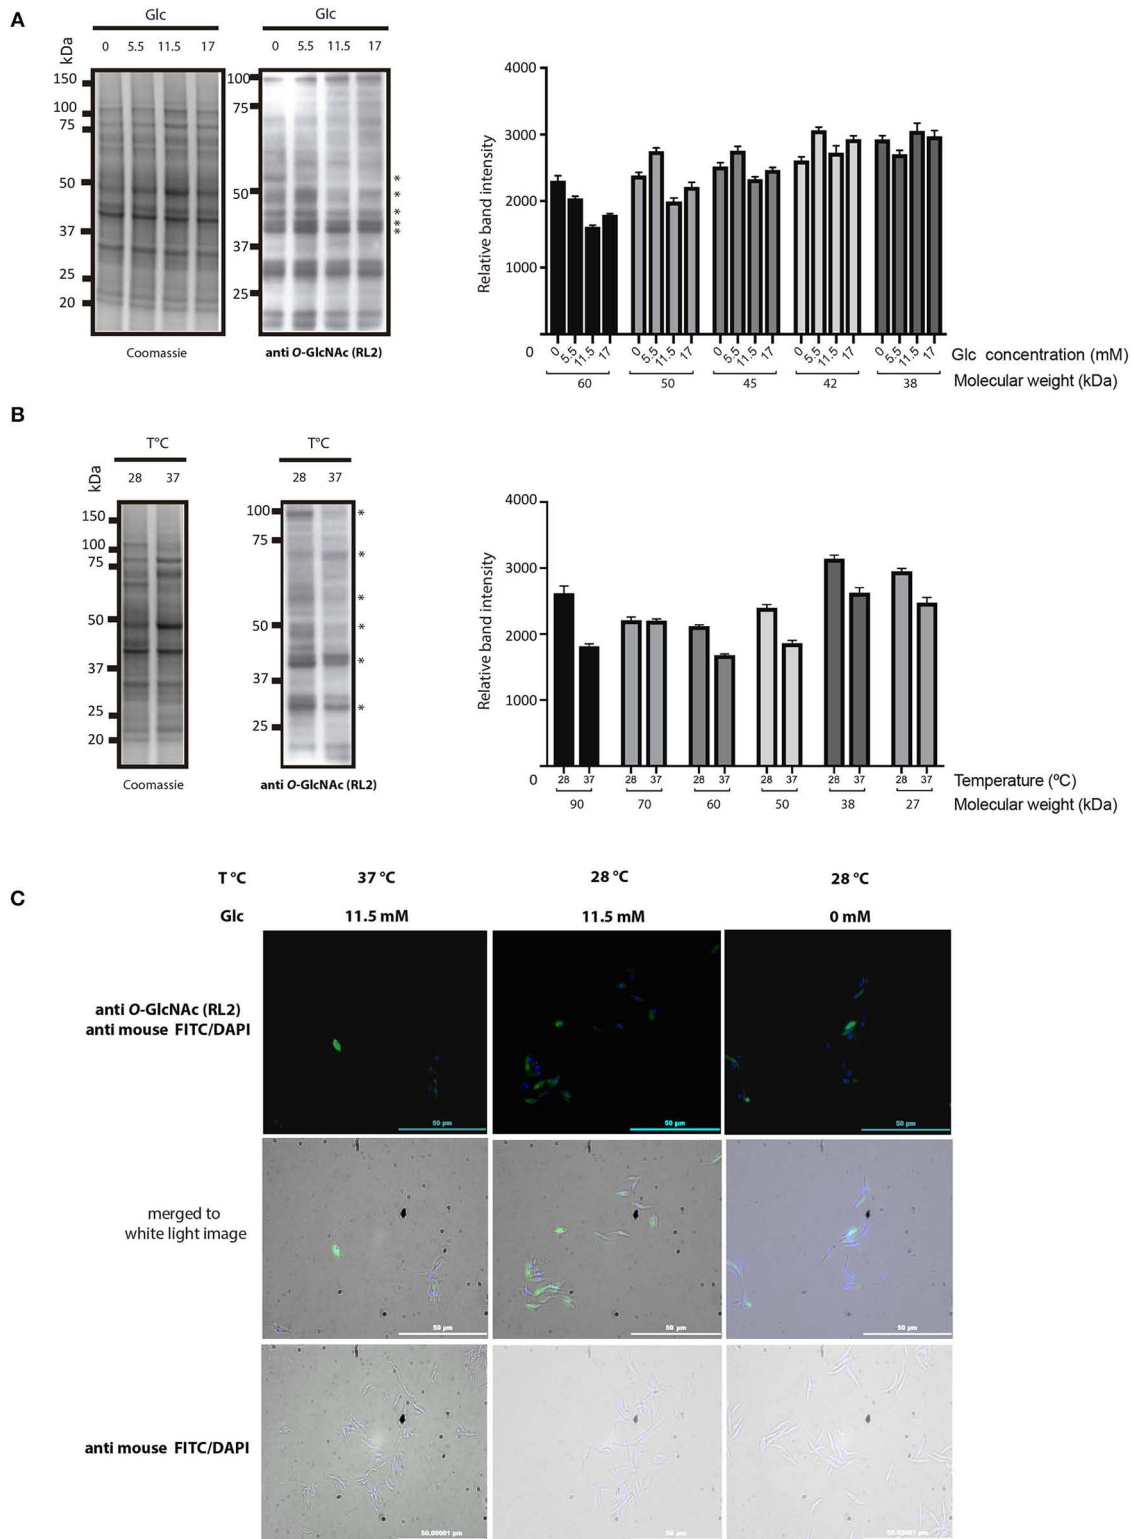 A
Glc
Glc
kDa
0 5.5 11.5 17
0 5.5 11.5 17
150
100
75
50
37
25
20
100
75
50
37
25
*
*
**
***
Coomassie
anti O-GlcNAc (RL2)
Relative band intensity
4000
3000
2000
1000
0
0 5.5 11.5 17 0 5.5 11.5 17 0 5.5 11.5 17 0 5.5 11.5 17 0 5.5 11.5 17
Glc concentration (mM)
60 50 45 42 38
Molecular weight (kDa)
B
T°C
T°C
kDa
28 37
28 37
150
100
75
50
37
25
20
100
75
50
37
25
*
*
*
*
*
*
Coomassie
anti O-GlcNAc (RL2)
Relative band intensity
4000
3000
2000
1000
0
28 37 28 37 28 37 28 37 28 37 28 37
Temperature (ºC)
90 70 60 50 38 27
Molecular weight (kDa)
C
T °C 37 °C 28 °C 28 °C
Glc 11.5 mM 11.5 mM 0 mM
anti O-GlcNAc (RL2)
anti mouse FITC/DAPI
50 µm 50 µm 50 µm
merged to
white light image
50 µm 50 µm 50 µm
anti mouse FITC/DAPI
50.00001 µm 50 µm 50.00001 µm